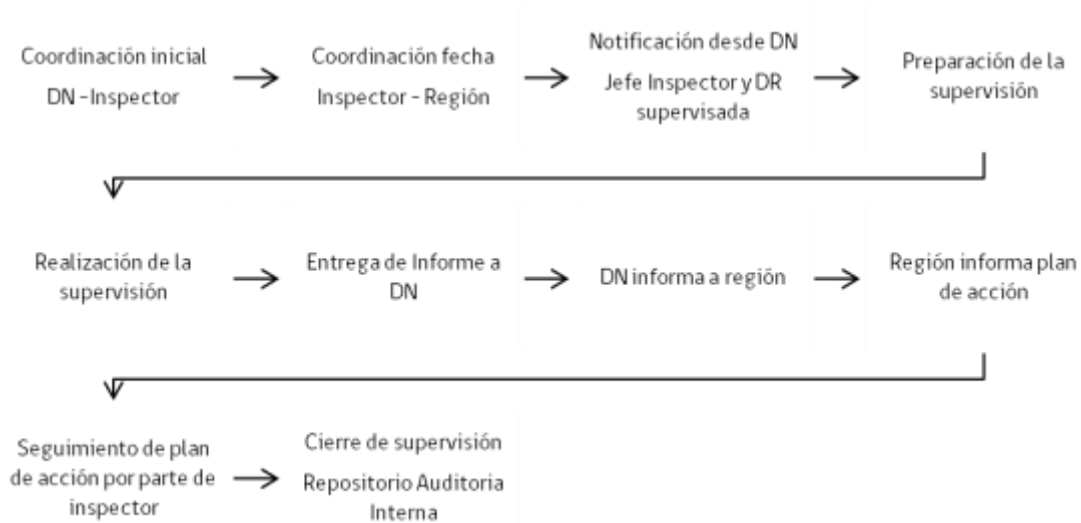 Coordinación inicial
DN - Inspector
Coordinación fecha
Inspector - Región
Notificación desde DN
Jefe Inspector y DR
supervisada
Preparación de la
supervisión
Realización de la
supervisión
Entrega de Informe a
DN
DN informa a región
Región informa plan
de acción
Seguimiento de plan
de acción por parte de
inspector
Cierre de supervisión
Repositorio Auditoria
Interna